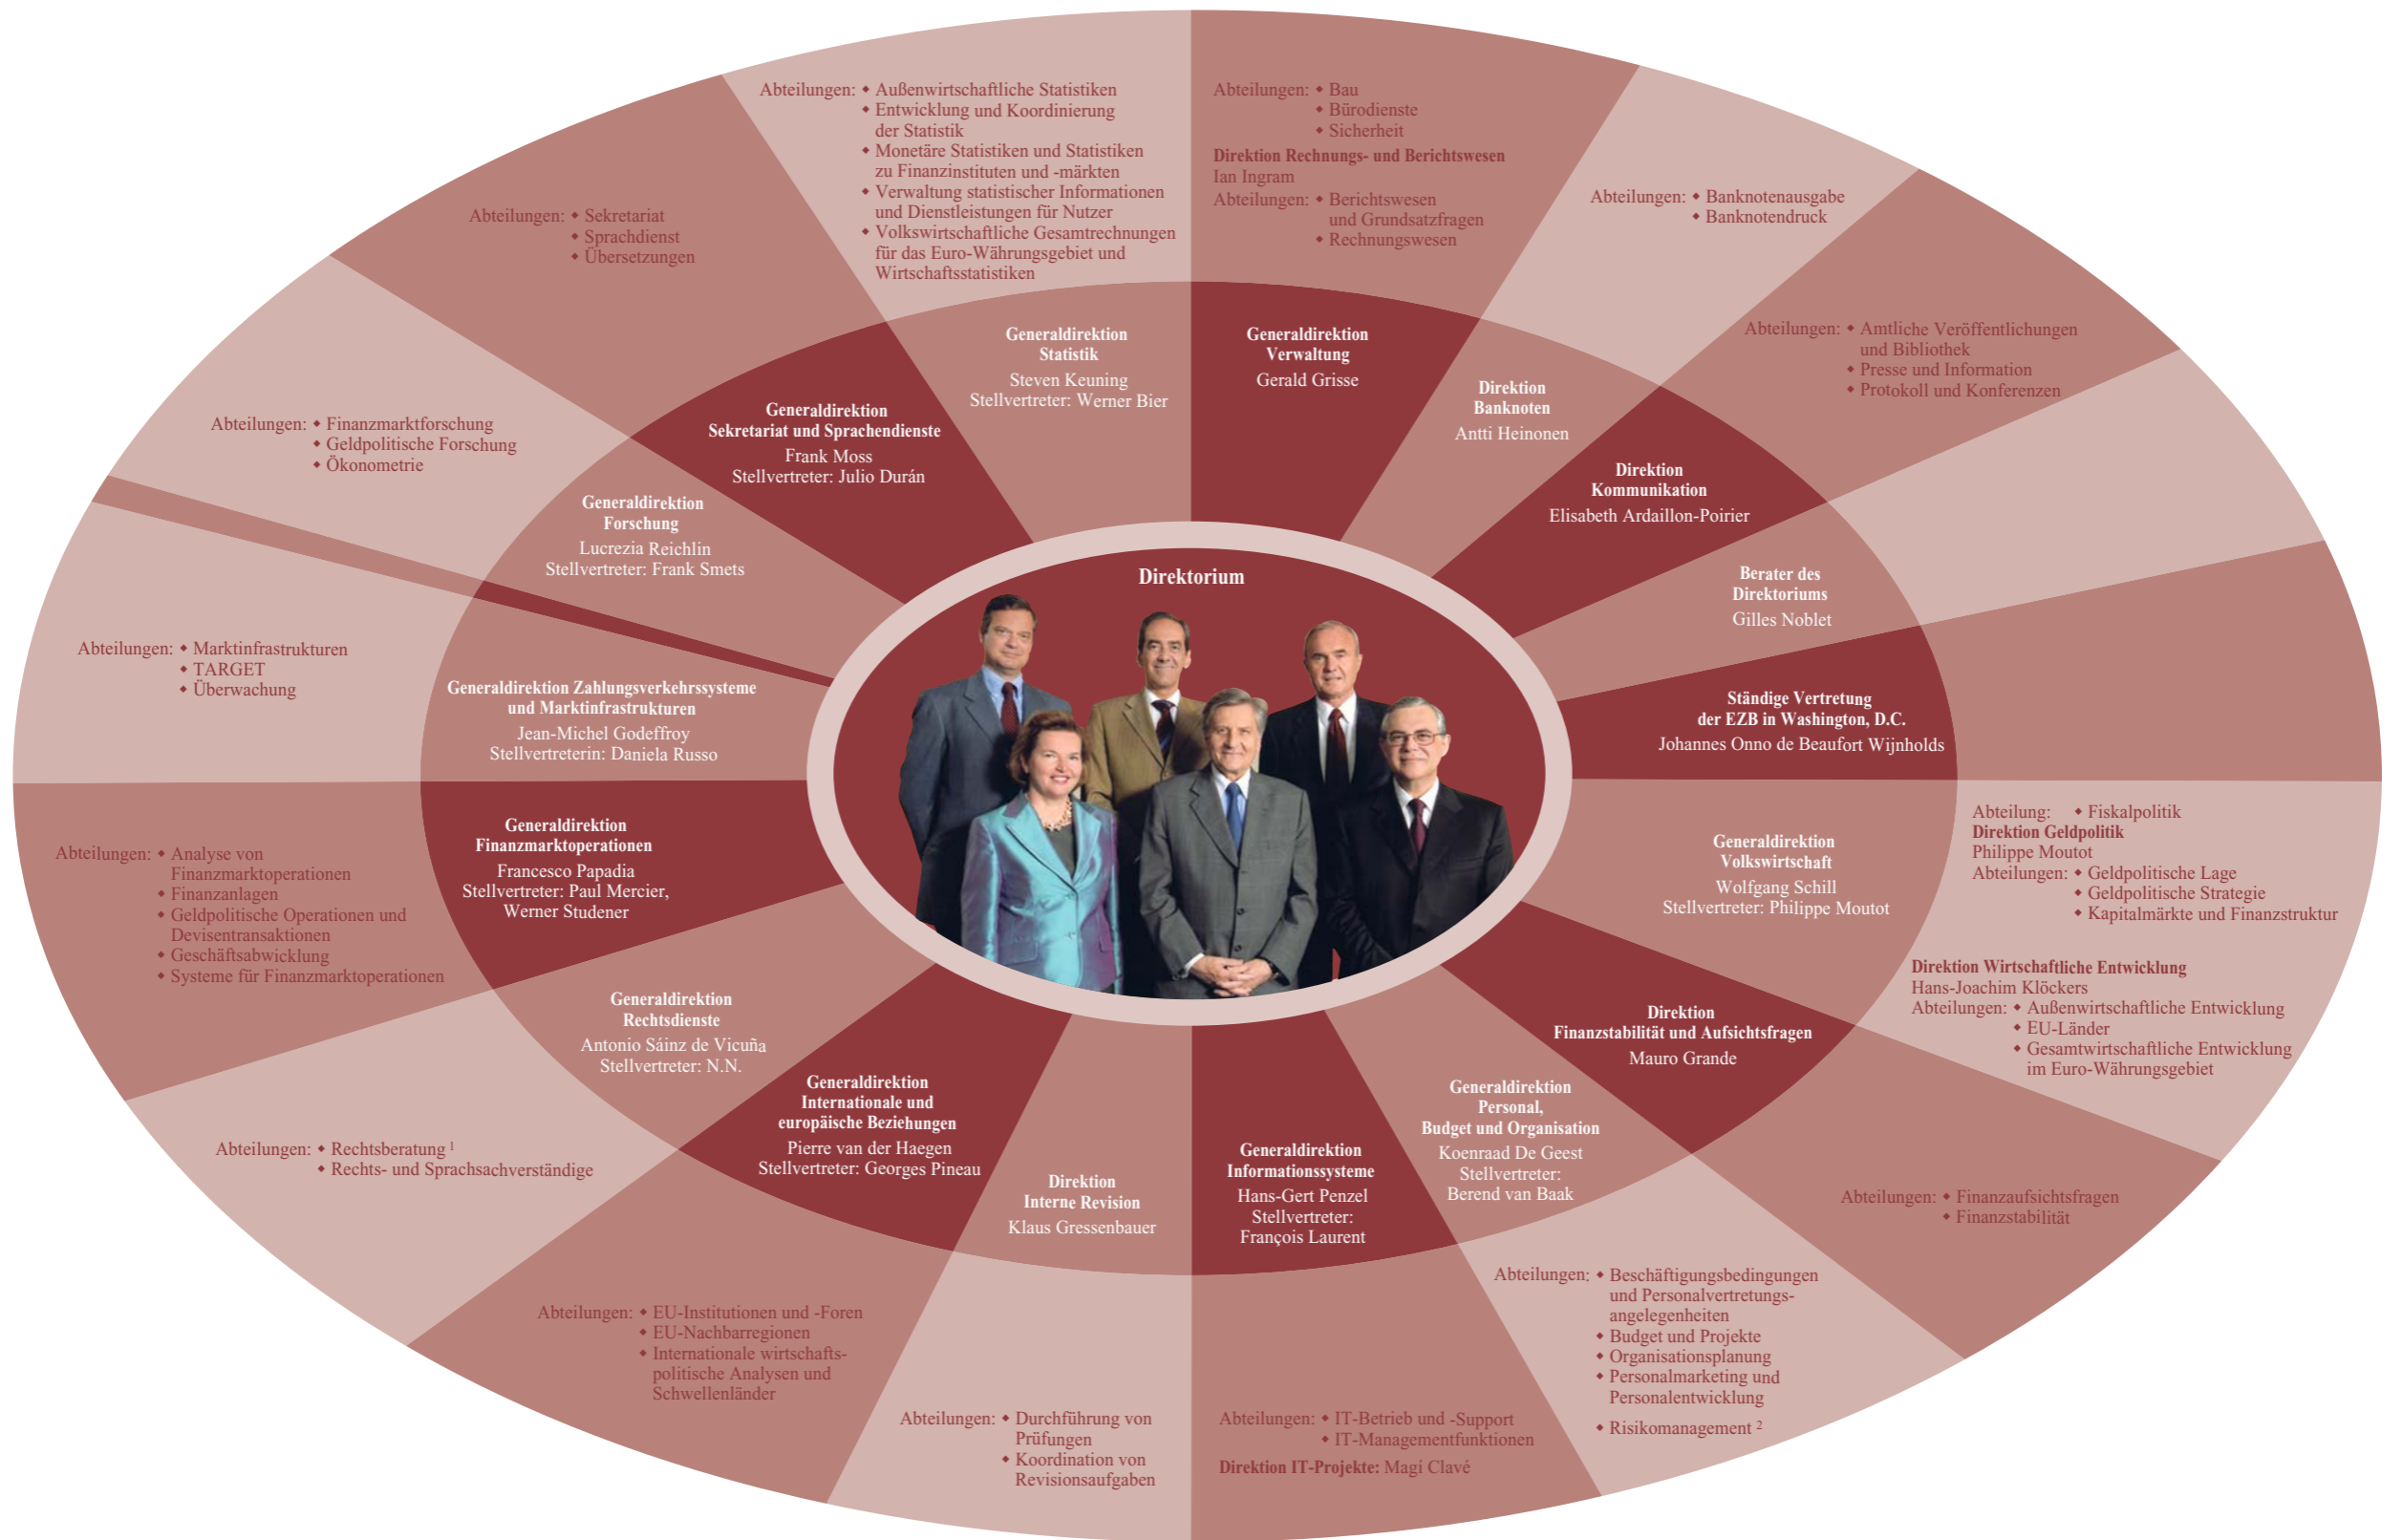 Direktorium
Generaldirektion
Verwaltung
Gerald Grisse
Abteilungen: ◆ Bau
◆ Bürodienste
◆ Sicherheit
Direktion Rechnungs- und Berichtswesen
Ian Ingram
Abteilungen: ◆ Berichtswesen
und Grundsatzfragen
◆ Rechnungswesen
Direktion
Banknoten
Antti Heinonen
Abteilungen: ◆ Banknotenausgabe
◆ Banknotendruck
Direktion
Kommunikation
Elisabeth Ardaillon-Poirier
Abteilungen: ◆ Amtliche Veröffentlichungen
und Bibliothek
◆ Presse und Information
◆ Protokoll und Konferenzen
Berater des
Direktoriums
Gilles Noblet
Ständige Vertretung
der EZB in Washington, D.C.
Johannes Onno de Beaufort Wijnholds
Generaldirektion
Volkswirtschaft
Wolfgang Schill
Stellvertreter: Philippe Moutot
Abteilung: ◆ Fiskalpolitik
Direktion Geldpolitik
Philippe Moutot
Abteilungen: ◆ Geldpolitische Lage
◆ Geldpolitische Strategie
◆ Kapitalmärkte und Finanzstruktur
Direktion Wirtschaftliche Entwicklung
Hans-Joachim Klöckers
Abteilungen: ◆ Außenwirtschaftliche Entwicklung
◆ EU-Länder
◆ Gesamtwirtschaftliche Entwicklung
im Euro-Währungsgebiet
Direktion
Finanzstabilität und Aufsichtsfragen
Mauro Grande
Abteilungen: ◆ Finanzaufsichtsfragen
◆ Finanzstabilität
Generaldirektion
Personal,
Budget und Organisation
Koenraad De Geest
Stellvertreter:
Berend van Baak
Abteilungen: ◆ Beschäftigungsbedingungen
und Personalvertretungs-
angelegenheiten
◆ Budget und Projekte
◆ Organisationsplanung
◆ Personalmarketing und
Personalentwicklung
◆ Risikomanagement 2
Generaldirektion
Informationssysteme
Hans-Gert Penzel
Stellvertreter:
François Laurent
Abteilungen: ◆ IT-Betrieb und -Support
◆ IT-Managementfunktionen
Direktion IT-Projekte: Magí Clavé
Direktion
Interne Revision
Klaus Gressenbauer
Abteilungen: ◆ Durchführung von
Prüfungen
◆ Koordination von
Revisionsaufgaben
Generaldirektion
Internationale und
europäische Beziehungen
Pierre van der Haegen
Stellvertreter: Georges Pineau
Abteilungen: ◆ EU-Institutionen und -Foren
◆ EU-Nachbarregionen
◆ Internationale wirtschafts-
politische Analysen und
Schwellenländer
Generaldirektion
Rechtsdienste
Antonio Sáinz de Vicuña
Stellvertreter: N.N.
Abteilungen: ◆ Rechtsberatung 1
◆ Rechts- und Sprachsachverständige
Generaldirektion
Finanzmarktoperationen
Francesco Papadia
Stellvertreter: Paul Mercier,
Werner Studener
Abteilungen: ◆ Analyse von
Finanzmarktoperationen
◆ Finanzanlagen
◆ Geldpolitische Operationen und
Devisentransaktionen
◆ Geschäftsabwicklung
◆ Systeme für Finanzmarktoperationen
Generaldirektion Zahlungsverkehrssysteme
und Marktinfrastrukturen
Jean-Michel Godeffroy
Stellvertreterin: Daniela Russo
Abteilungen: ◆ Marktinfrastrukturen
◆ TARGET
◆ Überwachung
Generaldirektion
Forschung
Lucrezia Reichlin
Stellvertreter: Frank Smets
Abteilungen: ◆ Finanzmarktforschung
◆ Geldpolitische Forschung
◆ Ökonometrie
Generaldirektion
Sekretariat und Sprachendienste
Frank Moss
Stellvertreter: Julio Durán
Abteilungen: ◆ Sekretariat
◆ Sprachdienst
◆ Übersetzungen
Generaldirektion
Statistik
Steven Keuning
Stellvertreter: Werner Bier
Abteilungen: ◆ Außenwirtschaftliche Statistiken
◆ Entwicklung und Koordinierung
der Statistik
◆ Monetäre Statistiken und Statistiken
zu Finanzinstituten und -märkten
◆ Verwaltung statistischer Informationen
und Dienstleistungen für Nutzer
◆ Volkswirtschaftliche Gesamtrechnungen
für das Euro-Währungsgebiet und
Wirtschaftsstatistiken